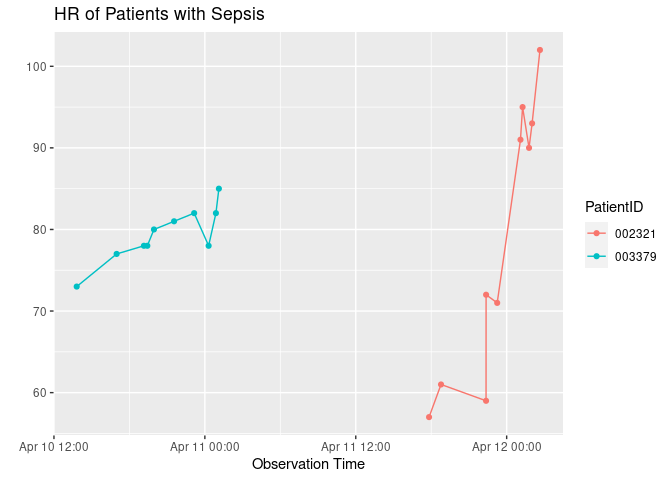 HR of Patients with Sepsis
100
90
80
70
60
Apr 10 12:00 Apr 11 00:00 Apr 11 12:00 Apr 12 00:00
Observation Time
PatientID
002321
003379